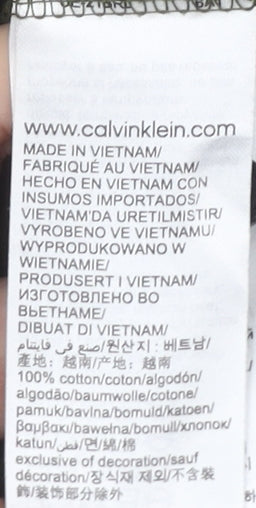 www.calvinklein.com
MADE IN VIETNAM/
FABRIQUÉ AU VIETNAM/
HECHO EN VIETNAM CON
INSUMOS IMPORTADOS/
VIETNAM'DA URETILMISTIR/
VYROBENO VE VIETNAMU/
WYPRODUKOWANO W
WIETNAMIE/
PRODUSERT I VIETNAM/
ИЗГОТОВЛЕНО ВО
ВЬЕТНАМЕ/
DIBUAT DI VIETNAM/
صنع في فايتنام/원산지 : 베트남/
產地：越南/产地：越南
100% cotton/coton/algodón/
algodão/baumwolle/cotone/
pamuk/bavlna/bomuld/katoen/
βαμβακι/bawełna/bomull/хлопок/
katun/قطن/면/綿/棉
exclusive of decoration/sauf
décoration/장식재 제외/不含裝
飾/装饰部分除外